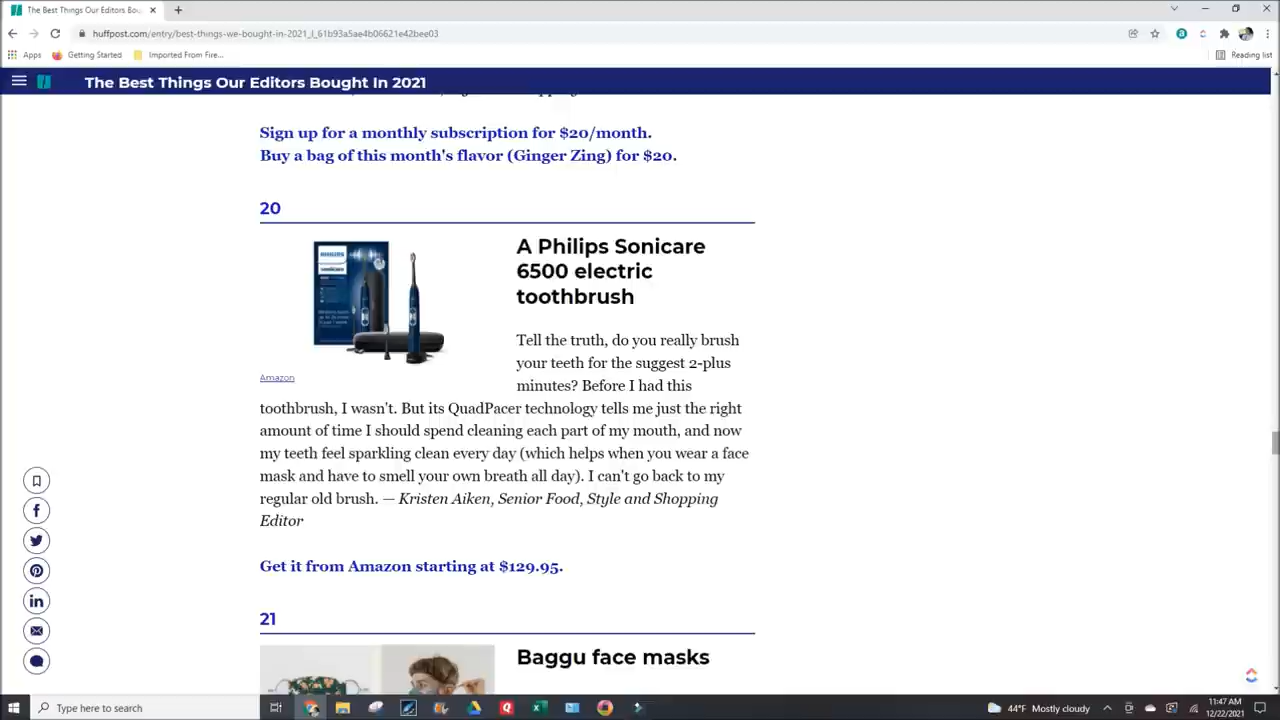 The Best Things Our Editors Bou
huffpost.com/entry/best-things-we-bought-in-2021_l_61b93a5ae4b06621e42bee03
Apps
Getting Started
Imported From Fire...
Reading list
The Best Things Our Editors Bought In 2021
Sign up for a monthly subscription for $20/month.
Buy a bag of this month's flavor (Ginger Zing) for $20.
20
PHILIPS
A Philips Sonicare
6500 electric
toothbrush
Tell the truth, do you really brush
your teeth for the suggest 2-plus
minutes? Before I had this
Amazon
toothbrush, I wasn't. But its QuadPacer technology tells me just the right
amount of time I should spend cleaning each part of my mouth, and now
my teeth feel sparkling clean every day (which helps when you wear a face
mask and have to smell your own breath all day). I can't go back to my
regular old brush. — Kristen Aiken, Senior Food, Style and Shopping
Editor
Get it from Amazon starting at $129.95.
21
Baggu face masks
Type here to search
44°F Mostly cloudy
11:47 AM
12/22/2021